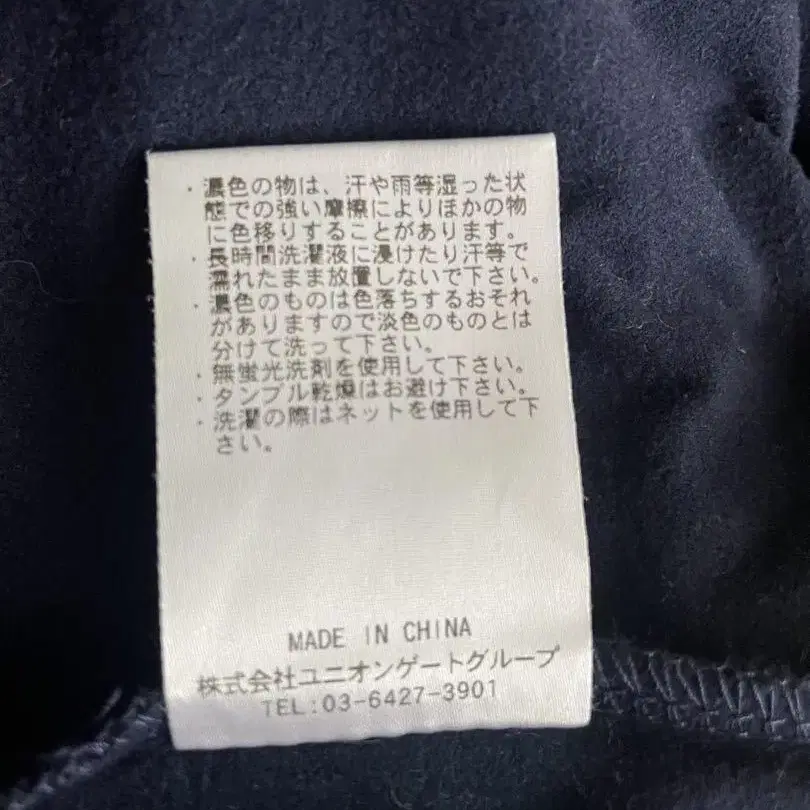 ・濃色の物は、汗や雨等湿った状
態での強い摩擦によりほかの物
に色移りすることがあります。
・長時間洗濯液に浸けたり汗等で
濡れたまま放置しないで下さい。
・濃色のものは色落ちするおそれ
がありますので淡色のものとは
分けて洗って下さい。
・無蛍光洗剤を使用して下さい。
・タンブル乾燥はお避け下さい。
・洗濯の際はネットを使用して下
さい。
MADE IN CHINA
株式会社ユニオンゲートグループ
TEL:03-6427-3901